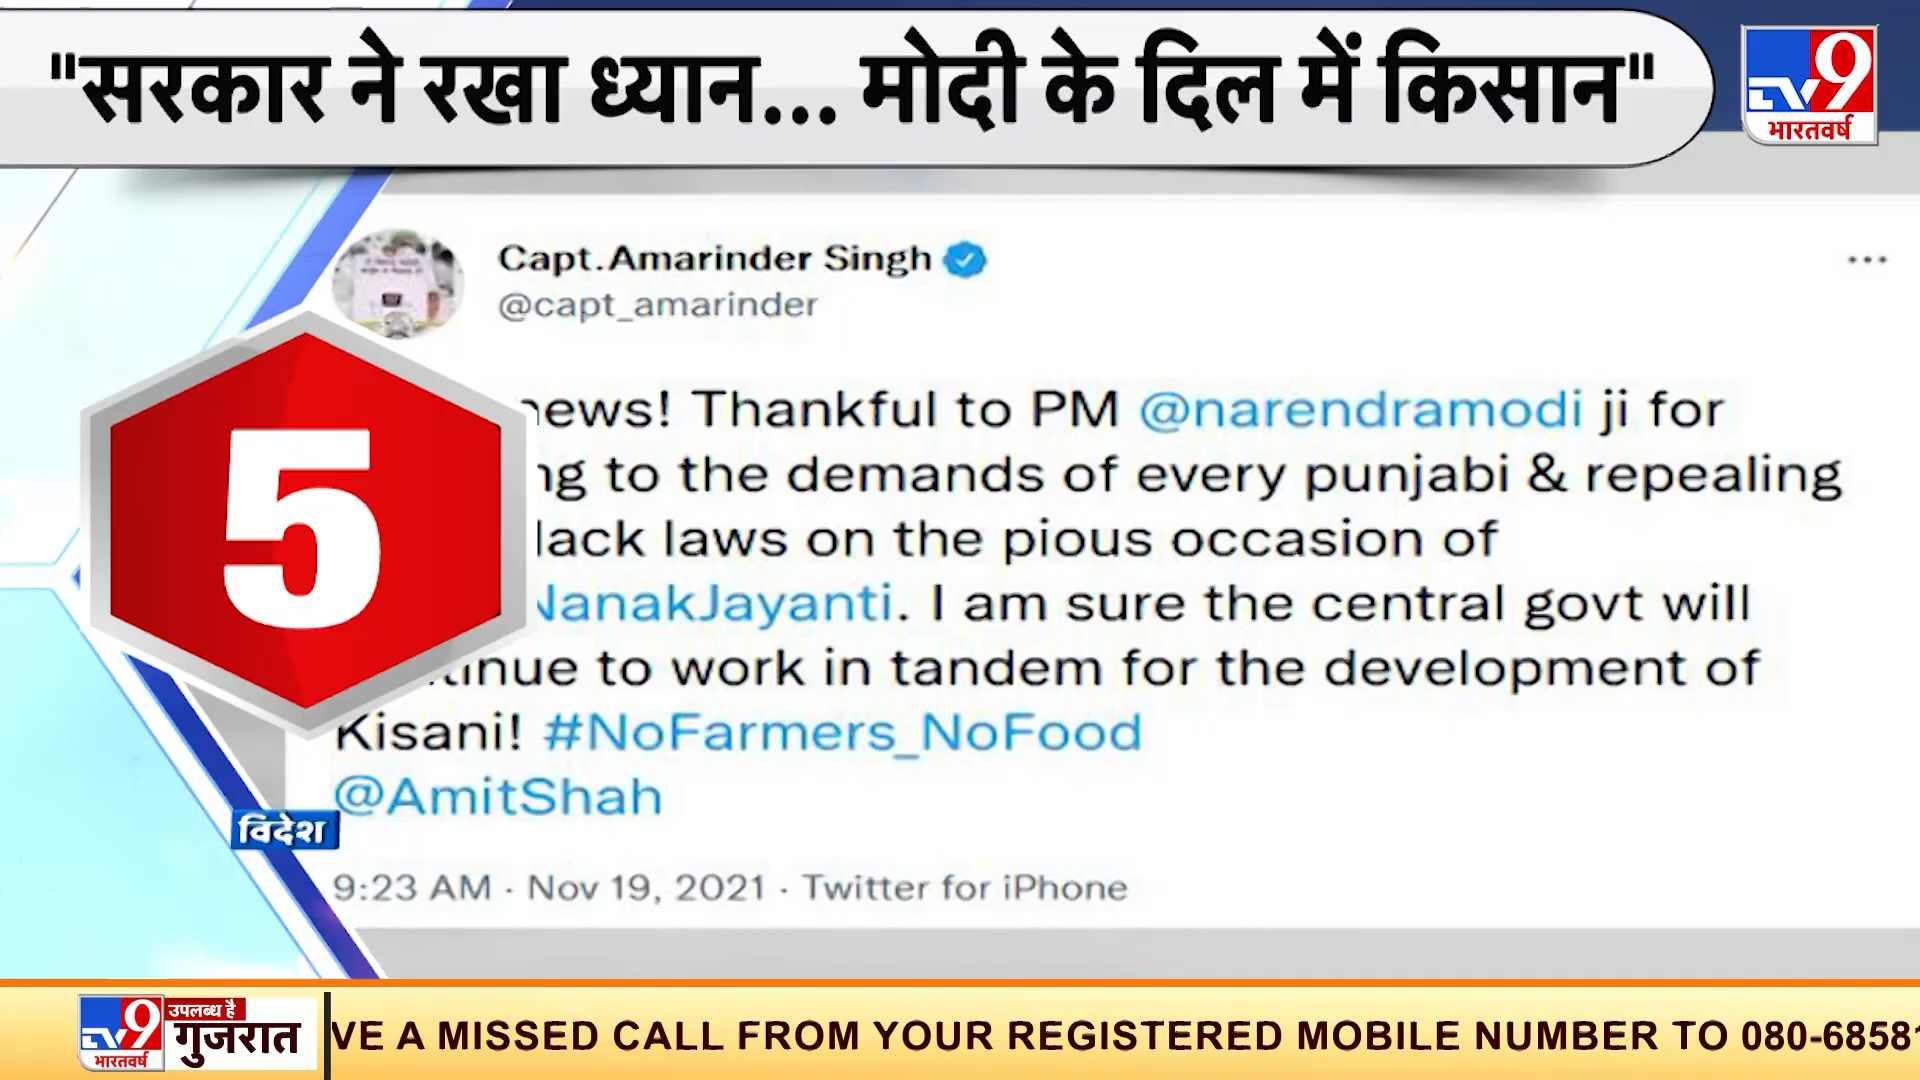 "सरकार ने रखा ध्यान... मोदी के दिल में किसान"
TV9
भारतवर्ष
Capt.Amarinder Singh
@capt_amarinder
news! Thankful to PM @narendramodi ji for
to the demands of every punjabi & repealing
laws on the pious occasion of
NanakJayanti. I am sure the central govt will
to work in tandem for the development of
Kisani! #NoFarmers_NoFood
@AmitShah
9:23 AM · Nov 19, 2021 · Twitter for iPhone
5
विदेश
TV9
भारतवर्ष
उपलब्ध है
गुजरात
VE A MISSED CALL FROM YOUR REGISTERED MOBILE NUMBER TO 080-6858